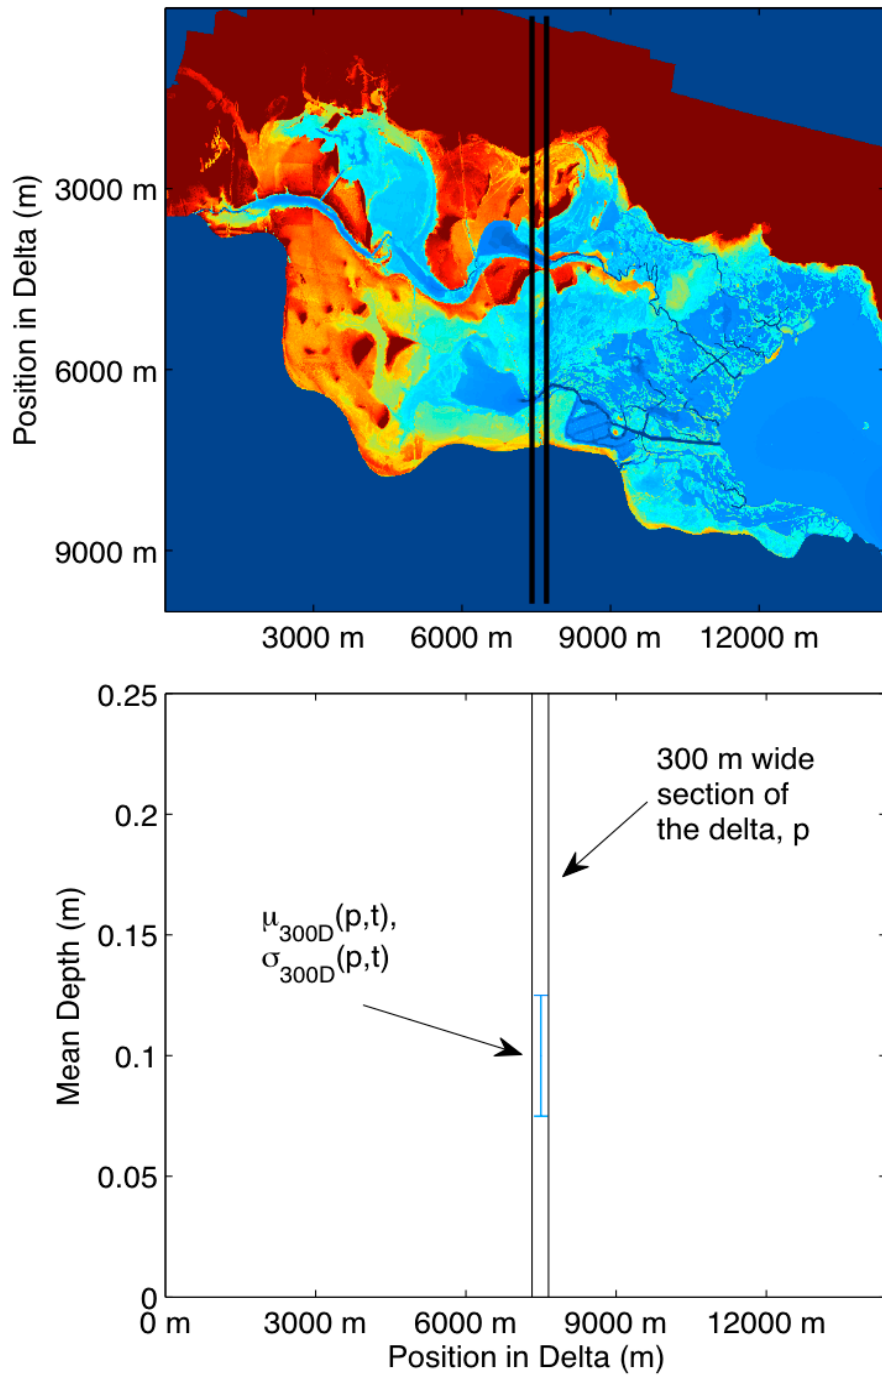 Position in Delta (m)
3000 m
6000 m
9000 m
3000 m 6000 m 9000 m 12000 m
Mean Depth (m)
0.25
0.2
0.15
0.1
0.05
0
300 m wide
section of
the delta, p
μ300D(p,t),
σ300D(p,t)
0 m 3000 m 6000 m 9000 m 12000 m
Position in Delta (m)